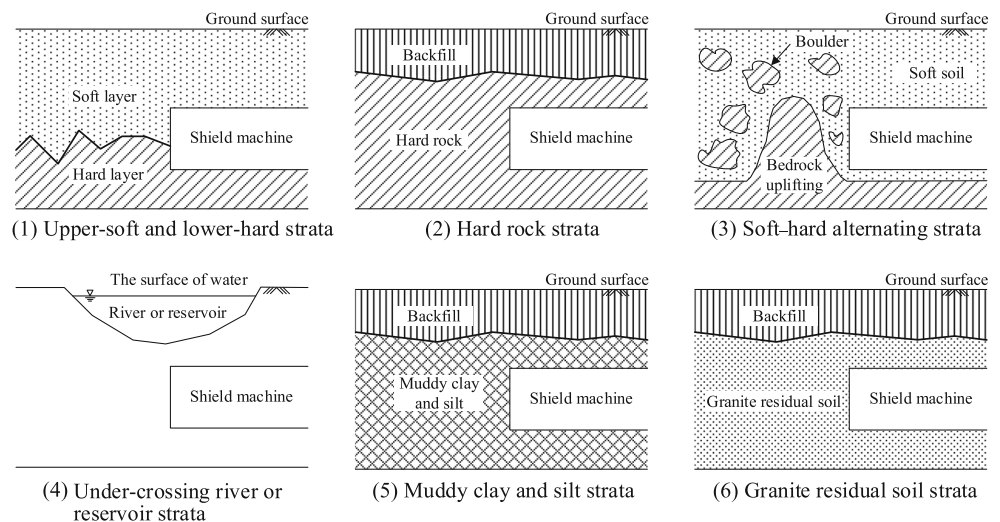 Ground surface
Soft layer
Shield machine
Hard layer
(1) Upper-soft and lower-hard strata
Ground surface
Backfill
Hard rock
Shield machine
(2) Hard rock strata
Ground surface
Boulder
Soft soil
Shield machine
Bedrock
uplifting
(3) Soft–hard alternating strata
The surface of water
River or reservoir
Shield machine
(4) Under-crossing river or
reservoir strata
Ground surface
Backfill
Muddy clay
and silt
Shield machine
(5) Muddy clay and silt strata
Ground surface
Backfill
Granite residual soil
Shield machine
(6) Granite residual soil strata